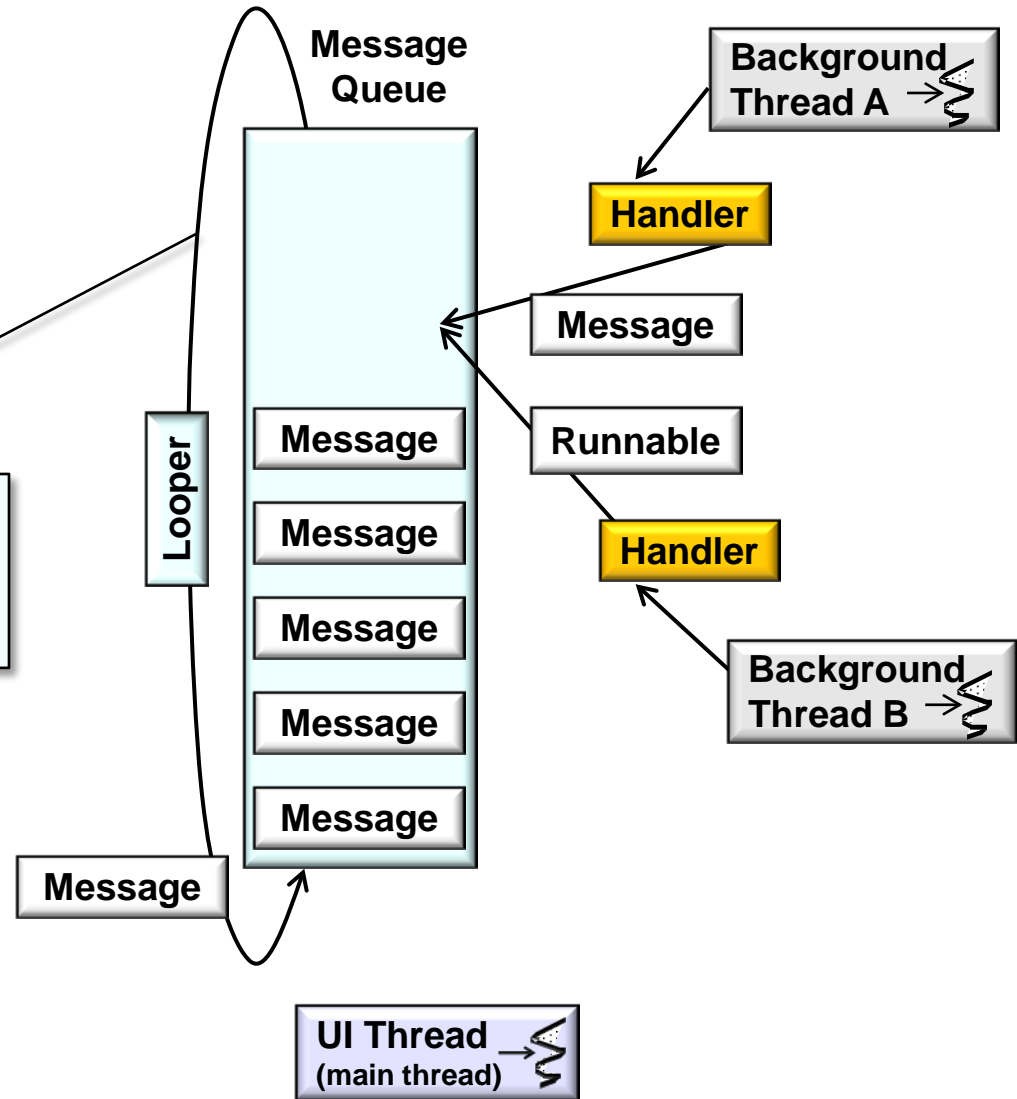 Message
Queue
Background
Thread A
Handler
Message
Message
Runnable
Looper
Message
Handler
Message
Background
Thread B
Message
Message
Message
UI Thread
(main thread)